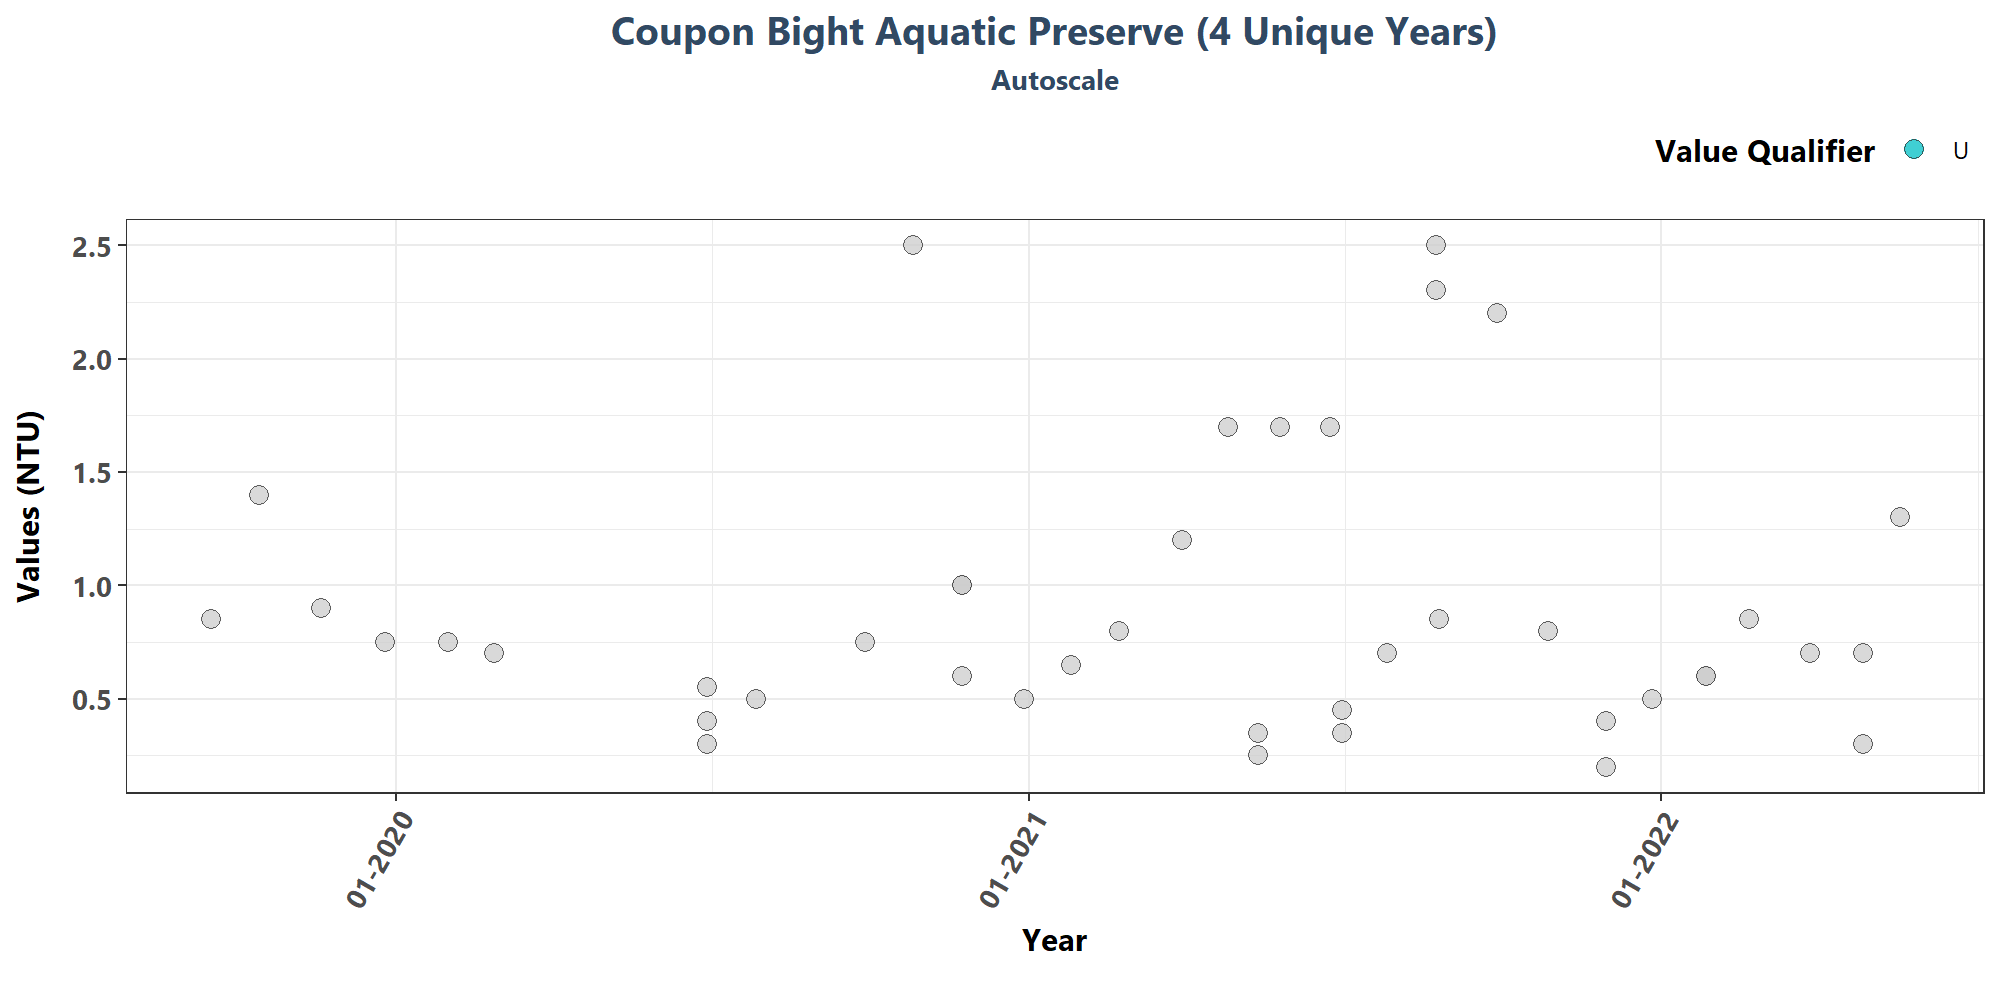 Coupon Bight Aquatic Preserve (4 Unique Years)
Autoscale
Value Qualifier U
2.5
2.0
1.5
1.0
0.5
Values (NTU)
01-2020
01-2021
01-2022
Year